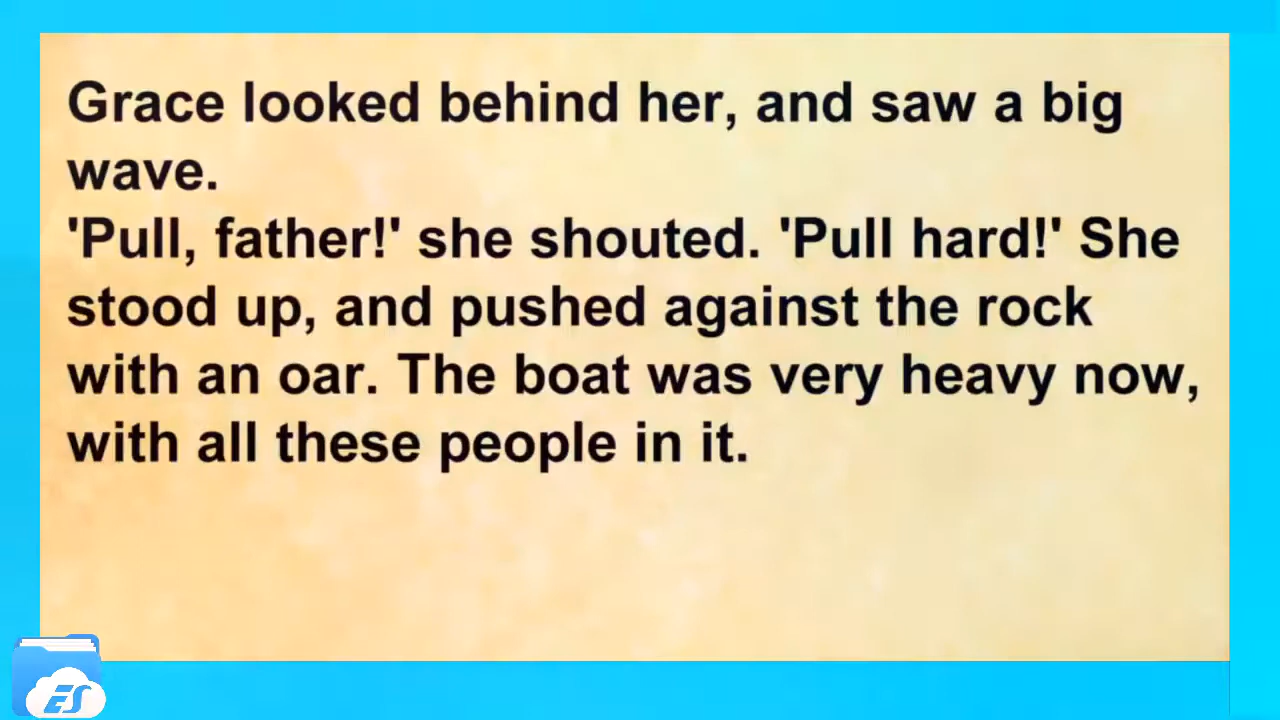 Grace looked behind her, and saw a big
wave.
'Pull, father!' she shouted. 'Pull hard!' She
stood up, and pushed against the rock
with an oar. The boat was very heavy now,
with all these people in it.
ES